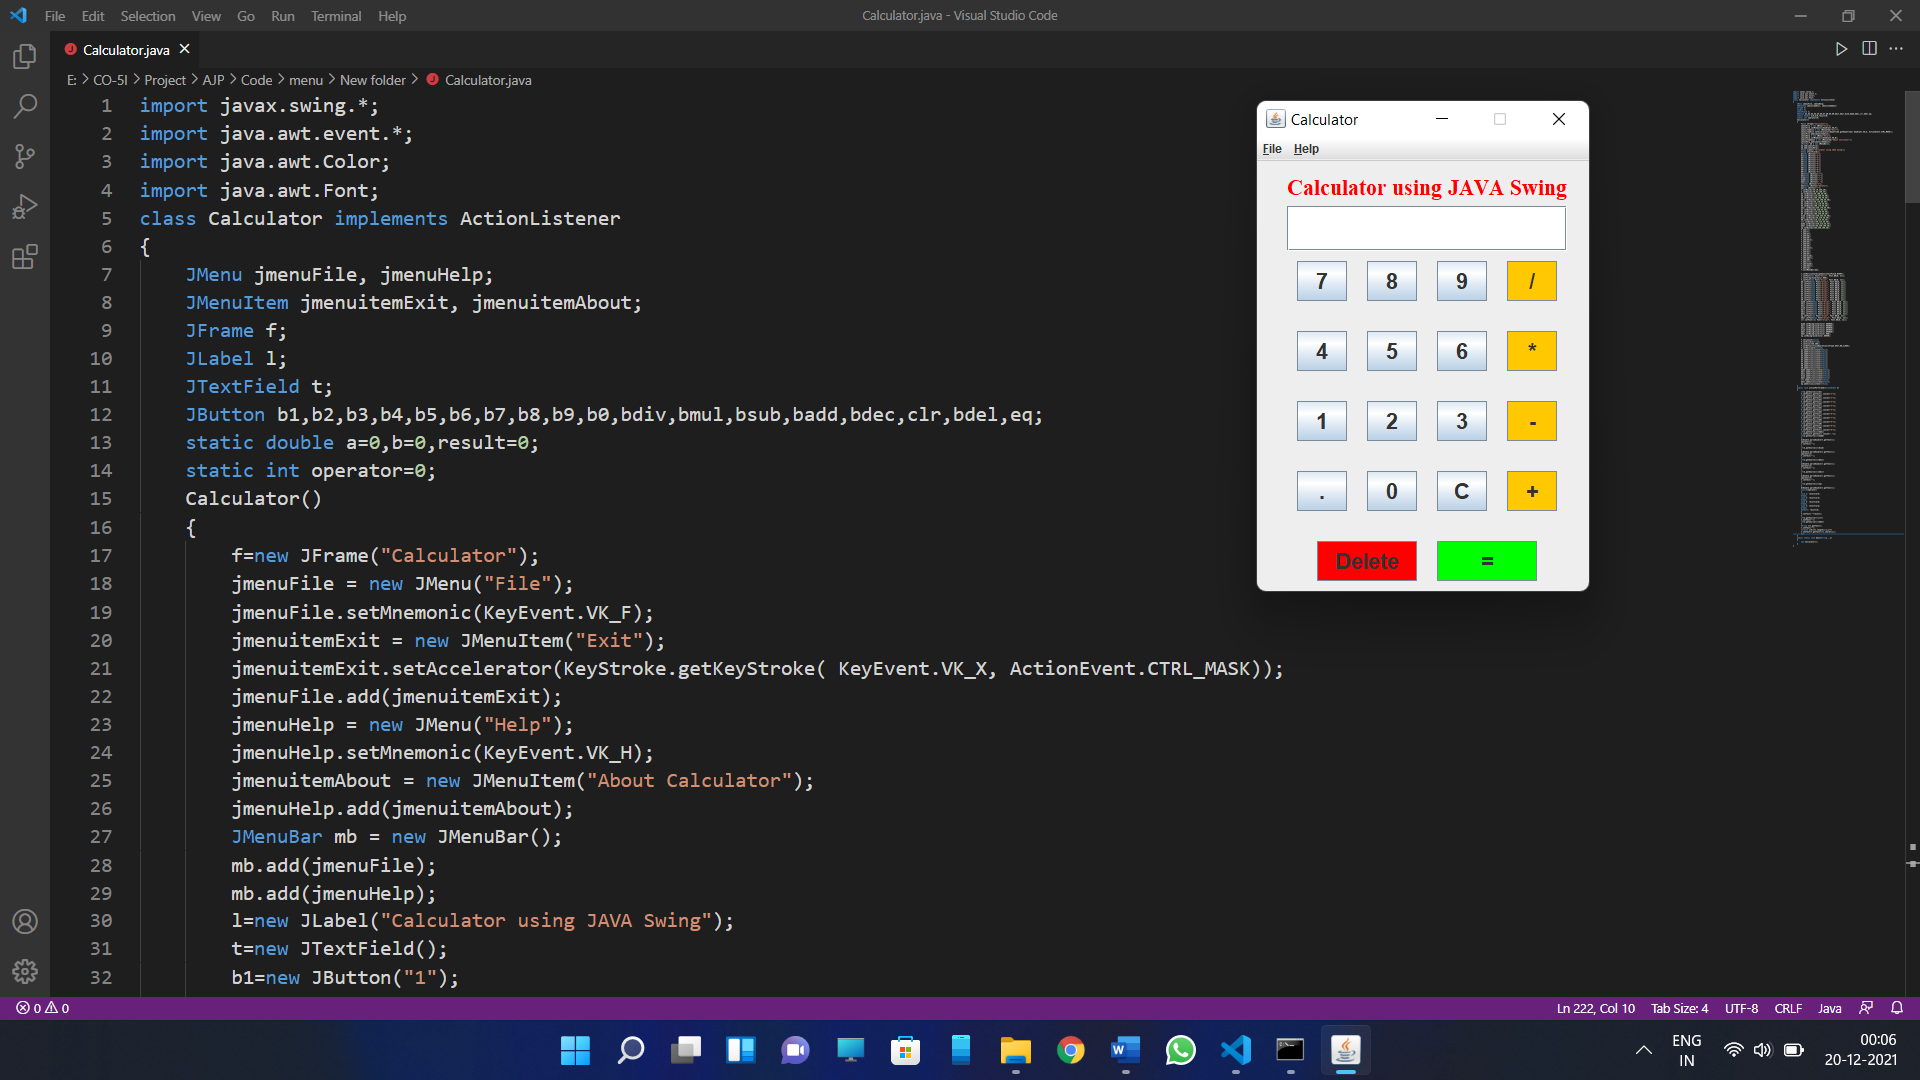 File Edit Selection View Go Run Terminal Help
Calculator.java - Visual Studio Code
Calculator.java
E: > CO-5I > Project > AJP > Code > menu > New folder > Calculator.java
1 import javax.swing.*;
2 import java.awt.event.*;
3 import java.awt.Color;
4 import java.awt.Font;
5 class Calculator implements ActionListener
6 {
7 JMenu jmenuFile, jmenuHelp;
8 JMenuItem jmenuitemExit, jmenuitemAbout;
9 JFrame f;
10 JLabel l;
11 JTextField t;
12 JButton b1,b2,b3,b4,b5,b6,b7,b8,b9,b0,bdiv,bmul,bsub,badd,bdec,clr,bdel,eq;
13 static double a=0,b=0,result=0;
14 static int operator=0;
15 Calculator()
16 {
17 f=new JFrame("Calculator");
18 jmenuFile = new JMenu("File");
19 jmenuFile.setMnemonic(KeyEvent.VK_F);
20 jmenuitemExit = new JMenuItem("Exit");
21 jmenuitemExit.setAccelerator(KeyStroke.getKeyStroke( KeyEvent.VK_X, ActionEvent.CTRL_MASK));
22 jmenuFile.add(jmenuitemExit);
23 jmenuHelp = new JMenu("Help");
24 jmenuHelp.setMnemonic(KeyEvent.VK_H);
25 jmenuitemAbout = new JMenuItem("About Calculator");
26 jmenuHelp.add(jmenuitemAbout);
27 JMenuBar mb = new JMenuBar();
28 mb.add(jmenuFile);
29 mb.add(jmenuHelp);
30 l=new JLabel("Calculator using JAVA Swing");
31 t=new JTextField();
32 b1=new JButton("1");
Calculator
File Help
Calculator using JAVA Swing
7 8 9 /
4 5 6 *
1 2 3 -
. 0 C +
Delete =
0 0
Ln 222, Col 10 Tab Size: 4 UTF-8 CRLF Java
ENG
IN
00:06
20-12-2021